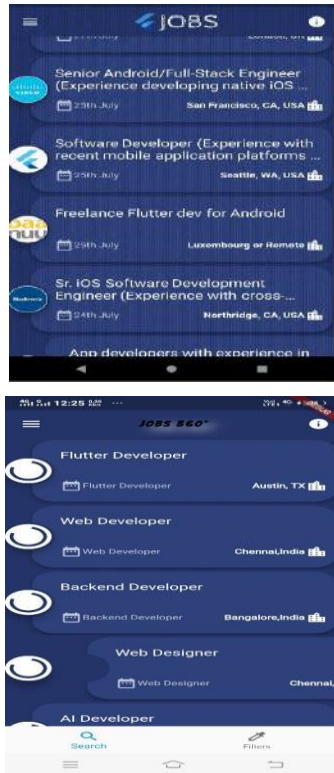 JOBS
London, UK
Senior Android/Full-Stack Engineer
(Experience developing native iOS ...
25th July
San Francisco, CA, USA
Software Developer (Experience with
recent mobile application platforms ...
25th July
Seattle, WA, USA
Freelance Flutter dev for Android
25th July
Luxembourg or Remote
Sr. iOS Software Development
Engineer (Experience with cross-...
24th July
Northridge, CA, USA
App developers with experience in
12:25
JOBS 360°
Flutter Developer
Flutter Developer
Austin, TX
Web Developer
Web Developer
Chennai,India
Backend Developer
Backend Developer
Bangalore,India
Web Designer
Web Designer
Chennai,
AI Developer
Search
Filters